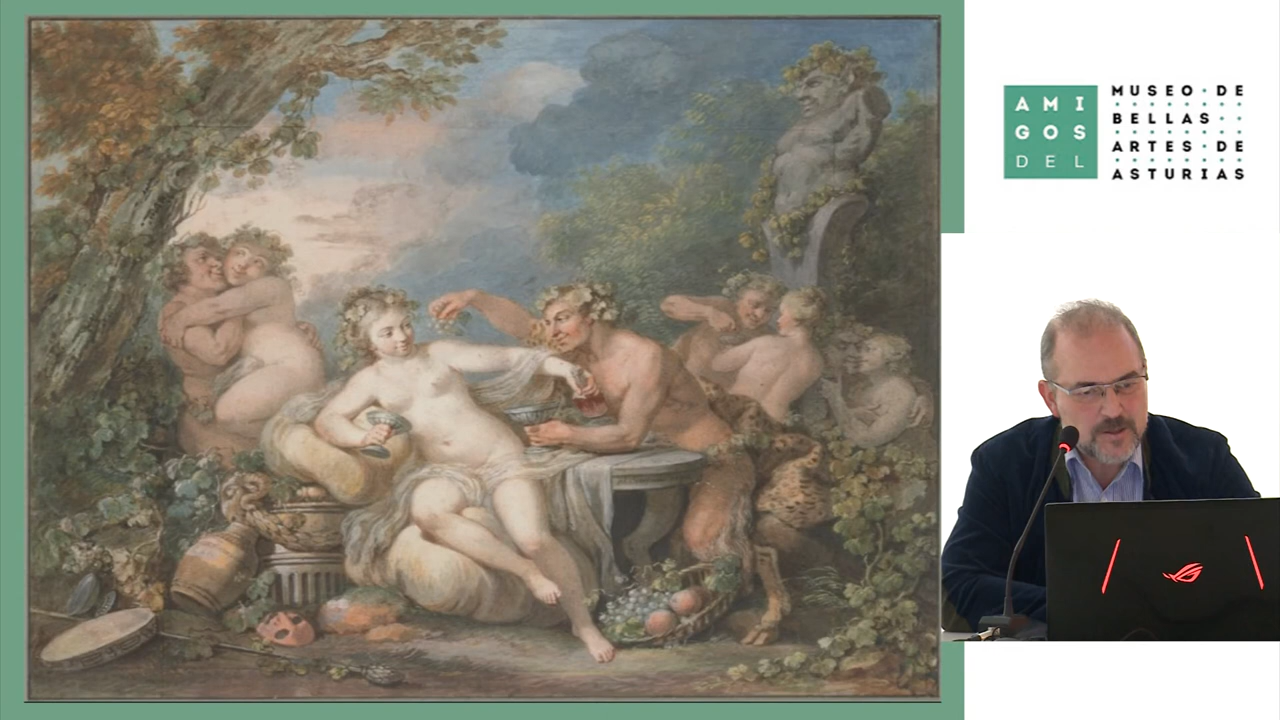 AMI
GOS
DEL
MUSEO DE
BELLAS
ARTES DE
ASTURIAS